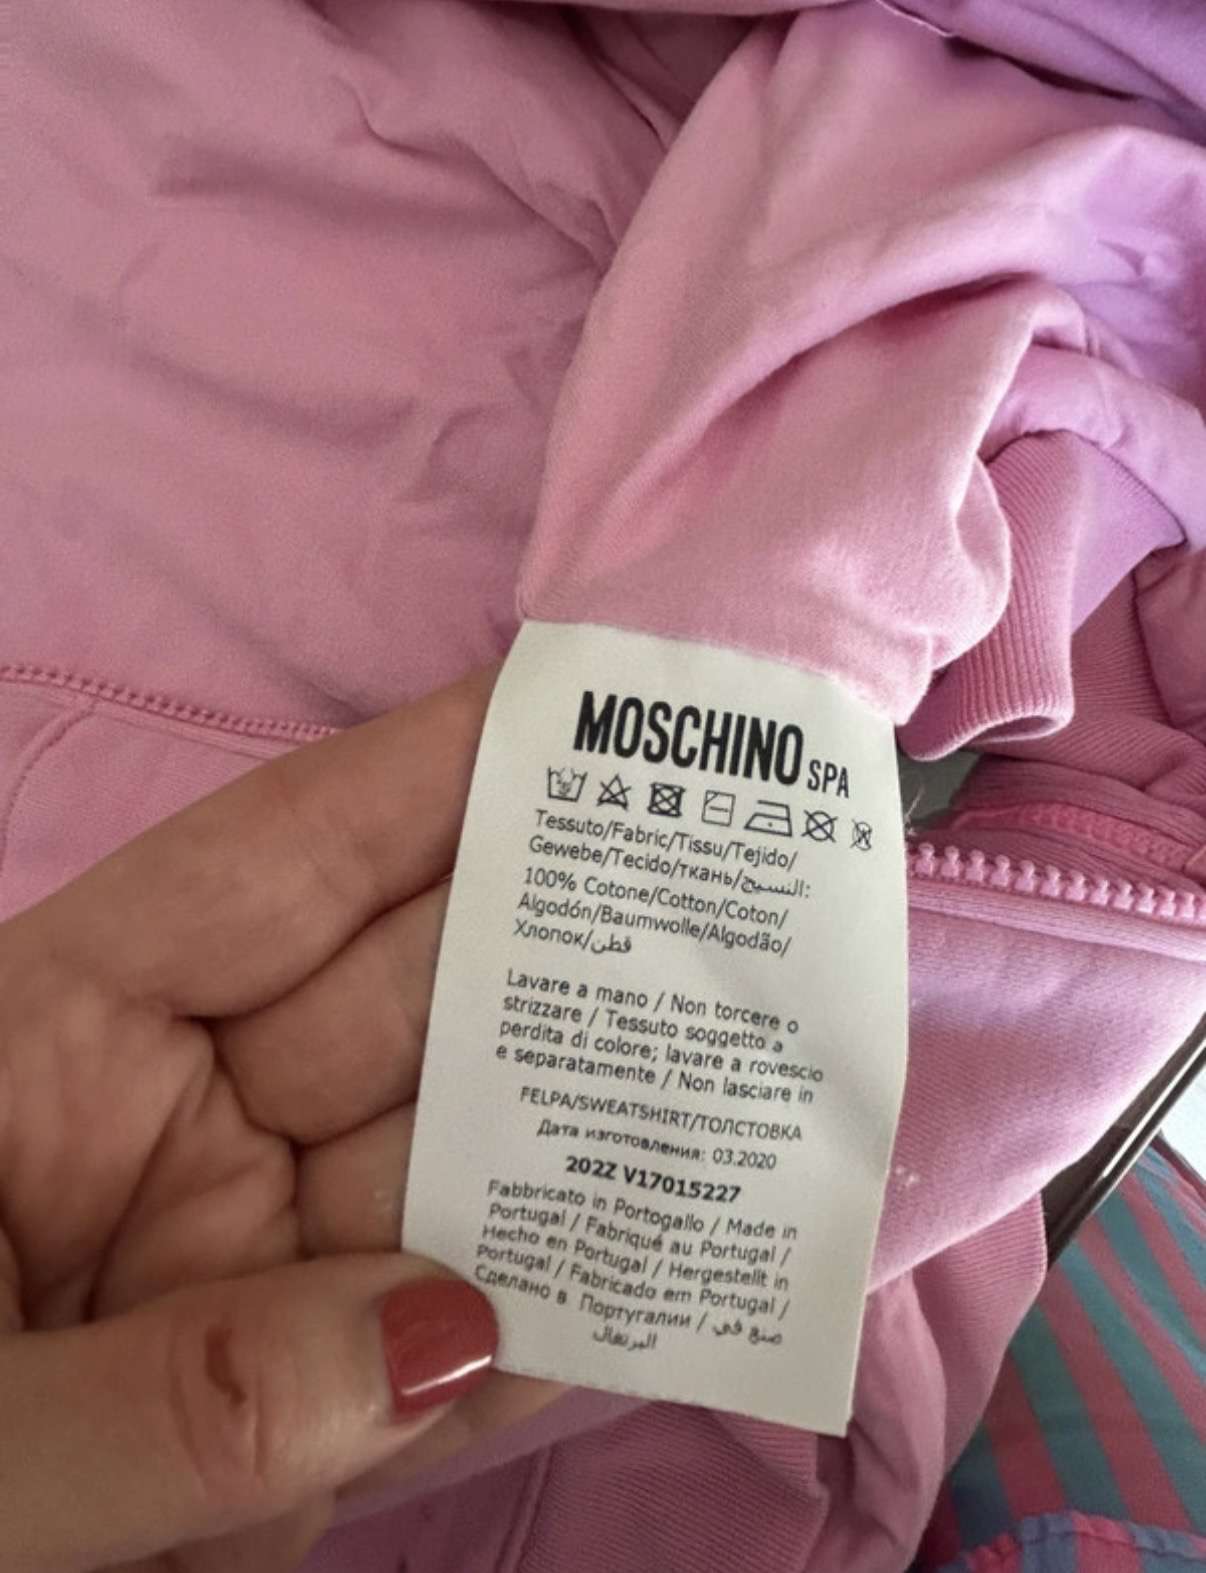 MOSCHINO SPA
Tessuto/Fabric/Tissu/Tejido/
Gewebe/Tecido/ткань/النسيج:
100% Cotone/Cotton/Coton/
Algodón/Baumwolle/Algodão/
Хлопок/قطن
Lavare a mano / Non torcere o
strizzare / Tessuto soggetto a
perdita di colore; lavare a rovescio
e separatamente / Non lasciare in
FELPA/SWEATSHIRT/ТОЛСТОВКА
Дата изготовления: 03.2020
202Z V17015227
Fabbricato in Portogallo / Made in
Portugal / Fabriqué au Portugal /
Hecho en Portugal / Hergestellt in
Portugal / Fabricado em Portugal /
Сделано в Португалии / صنع في
البرتغال